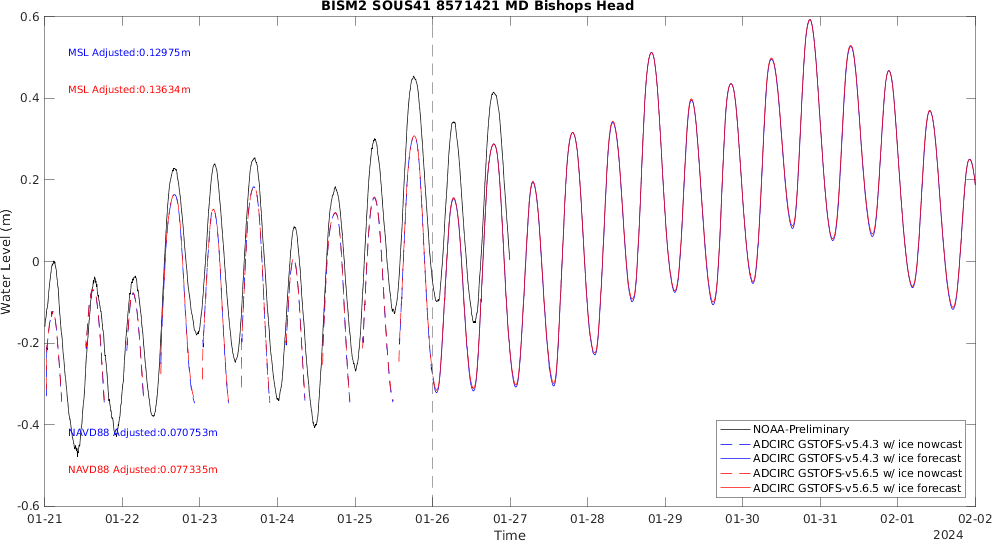 BISM2 SOUS41 8571421 MD Bishops Head
0.6
0.4
0.2
0
-0.2
-0.4
-0.6
Water Level (m)
MSL Adjusted:0.12975m
MSL Adjusted:0.13634m
NAVD88 Adjusted:0.070753m
NAVD88 Adjusted:0.077335m
NOAA-Preliminary
ADCIRC GSTOFS-v5.4.3 w/ ice nowcast
ADCIRC GSTOFS-v5.4.3 w/ ice forecast
ADCIRC GSTOFS-v5.6.5 w/ ice nowcast
ADCIRC GSTOFS-v5.6.5 w/ ice forecast
01-21 01-22 01-23 01-24 01-25 01-26 01-27 01-28 01-29 01-30 01-31 02-01 02-02
Time
2024